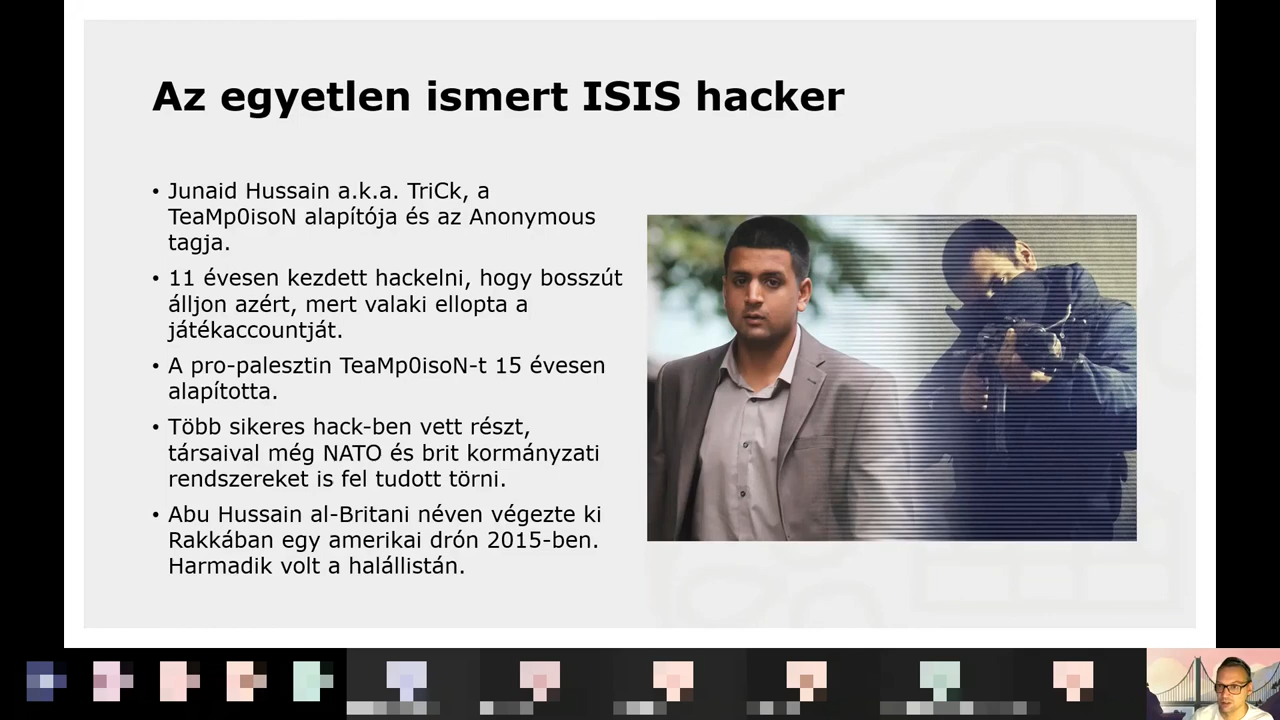 Az egyetlen ismert ISIS hacker
• Junaid Hussain a.k.a. TriCk, a
TeaMp0isoN alapítója és az Anonymous
tagja.
• 11 évesen kezdett hackelni, hogy bosszút
álljon azért, mert valaki ellopta a
játékaccountját.
• A pro-palesztin TeaMp0isoN-t 15 évesen
alapította.
• Több sikeres hack-ben vett részt,
társaival még NATO és brit kormányzati
rendszereket is fel tudott törni.
• Abu Hussain al-Britani néven végezte ki
Rakkában egy amerikai drón 2015-ben.
Harmadik volt a halállistán.